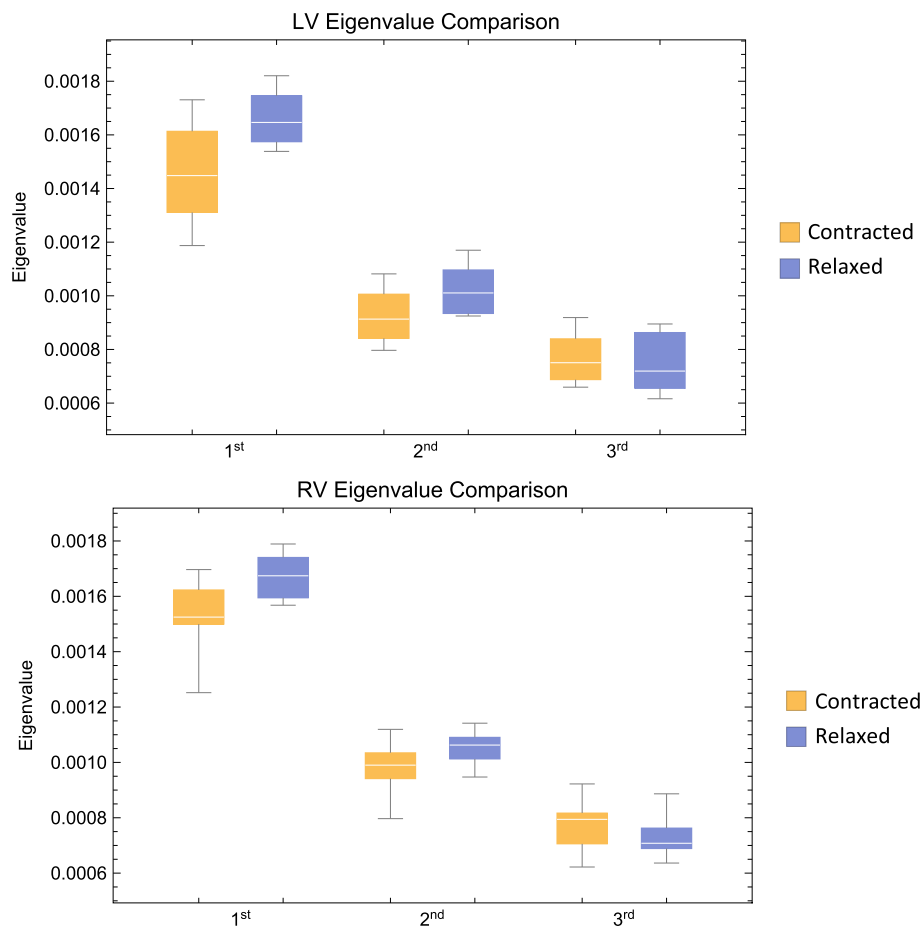 LV Eigenvalue Comparison
0.0018
0.0016
0.0014
0.0012
0.0010
0.0008
0.0006
Eigenvalue
1st 2nd 3rd
Contracted
Relaxed
RV Eigenvalue Comparison
0.0018
0.0016
0.0014
0.0012
0.0010
0.0008
0.0006
Eigenvalue
1st 2nd 3rd
Contracted
Relaxed